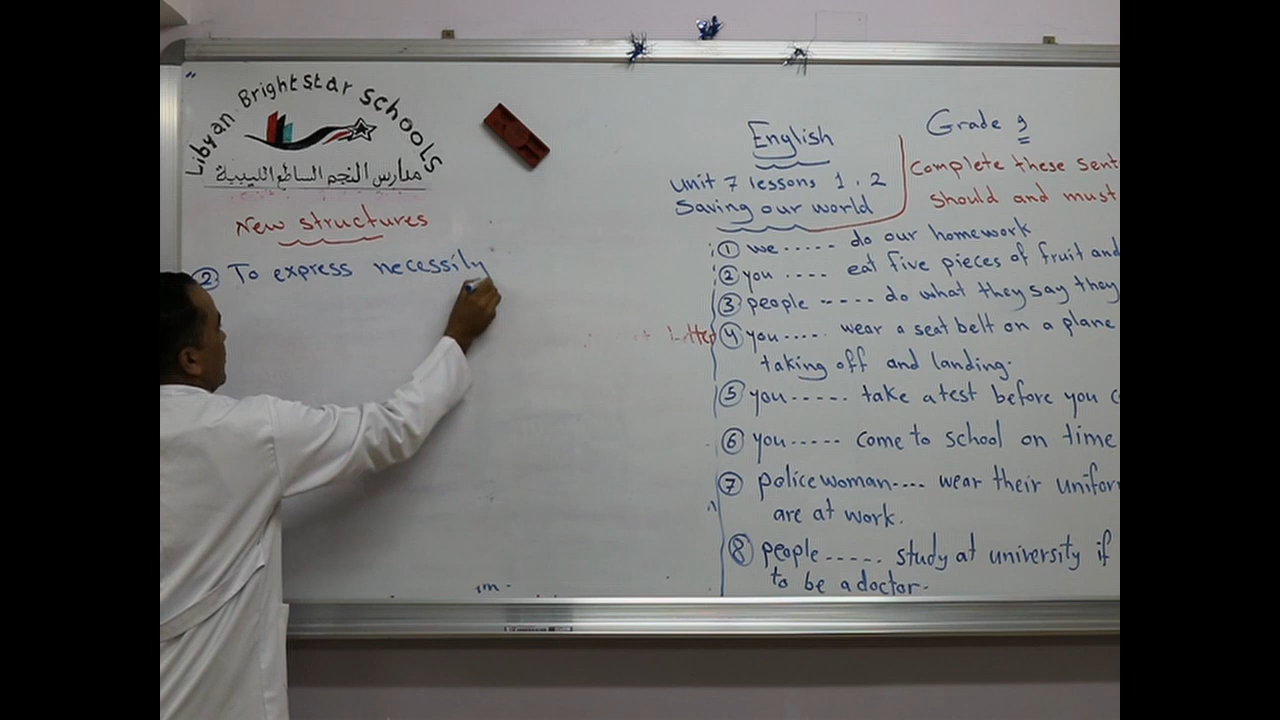 Libyan Bright Star Schools
مدارس النجم الساطع الليبية
New structures
② To express necessity
Grade 9
English
Unit 7 lessons 1, 2
Saving our world
Complete these sent
should and must
① we ..... do our homework
② you .... eat five pieces of fruit and
③ people ..... do what they say they
④ you ..... wear a seat belt on a plane
taking off and landing.
⑤ you ..... take a test before you
⑥ you ..... come to school on time
⑦ policewoman .... wear their unifor
are at work.
⑧ people ..... study at university if
to be a doctor.